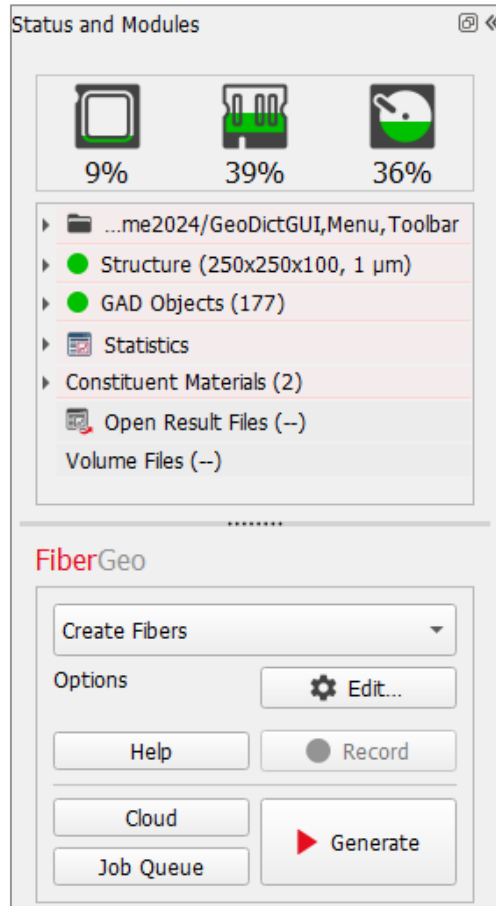 Status and Modules
9% 39% 36%
...me2024/GeoDictGUI,Menu,Toolbar
Structure (250x250x100, 1 µm)
GAD Objects (177)
Statistics
Constituent Materials (2)
Open Result Files (--)
Volume Files (--)
FiberGeo
Create Fibers
Options Edit...
Help Record
Cloud
Generate
Job Queue